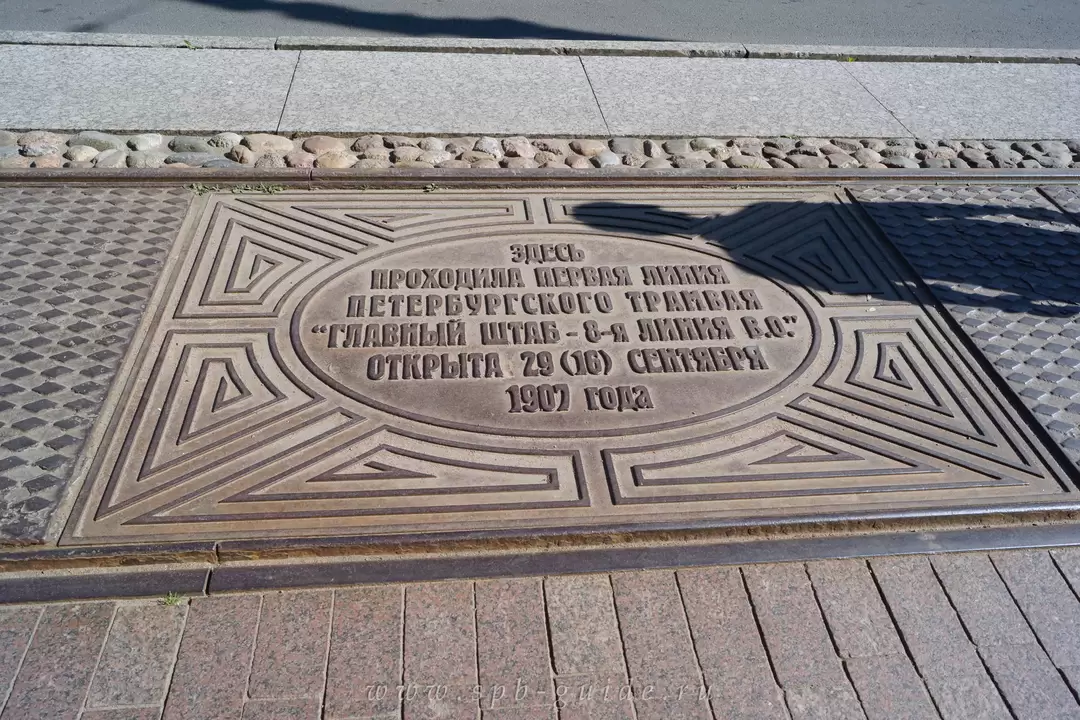 ЗДЕСЬ
ПРОХОДИЛА ПЕРВАЯ ЛИНИЯ
ПЕТЕРБУРГСКОГО ТРАМВАЯ
"ГЛАВНЫЙ ШТАБ - 8-Я ЛИНИЯ В.О."
ОТКРЫТА 29 (16) СЕНТЯБРЯ
1907 ГОДА
www.spb-guide.ru